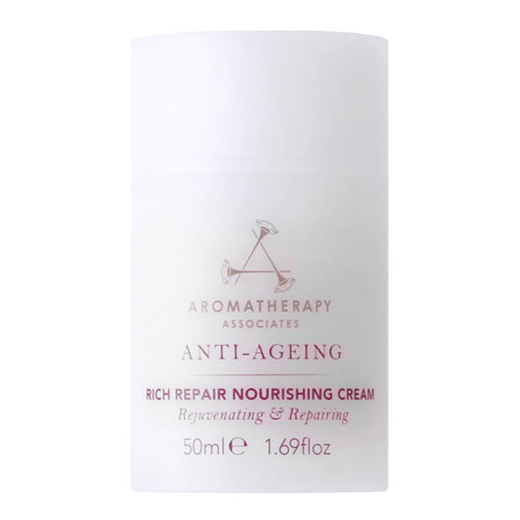 AROMATHERAPY
ASSOCIATES
ANTI-AGEING
RICH REPAIR NOURISHING CREAM
Rejuvenating & Repairing
50ml℮ 1.69floz